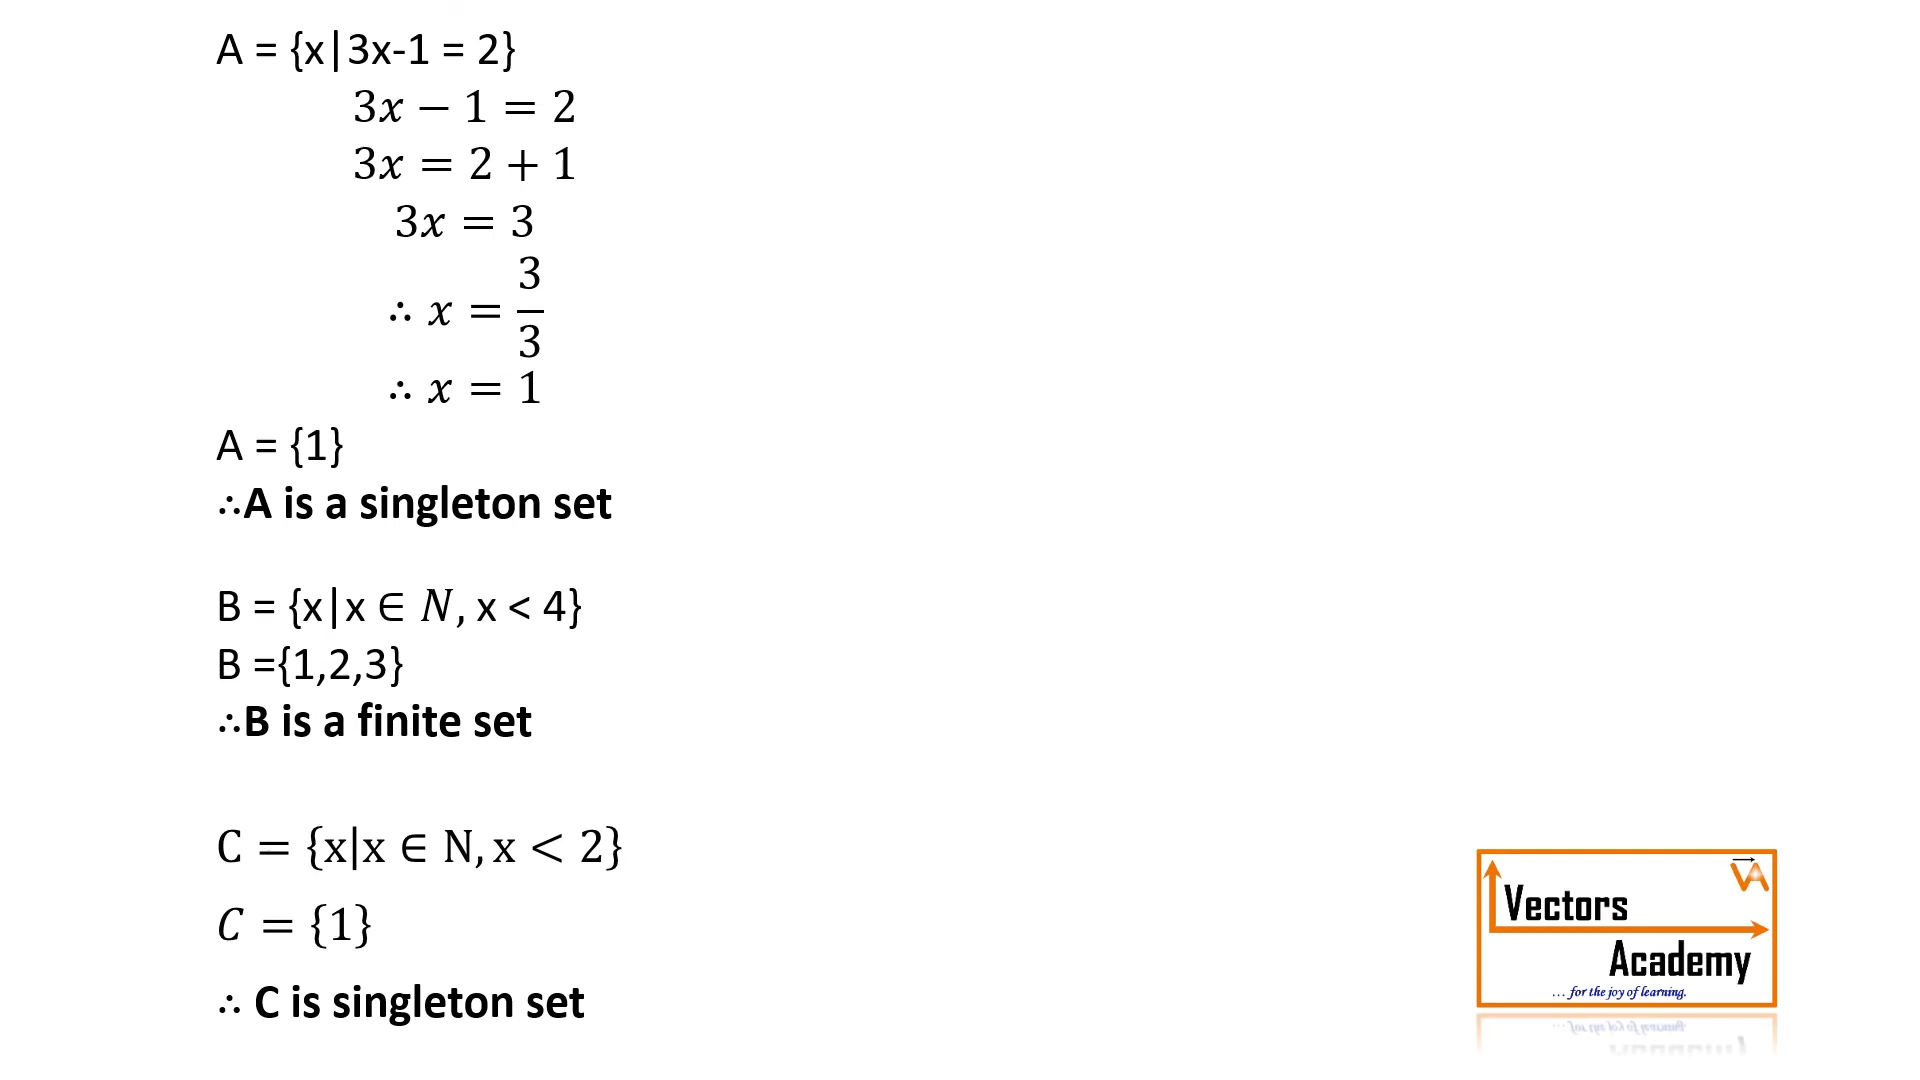 A = {x|3x-1 = 2}
3x − 1 = 2
3x = 2 + 1
3x = 3
∴ x = 3/3
∴ x = 1
A = {1}
∴A is a singleton set
B = {x|x ∈ N, x < 4}
B ={1,2,3}
∴B is a finite set
C = {x|x ∈ N, x < 2}
C = {1}
∴ C is singleton set
VA
Vectors
Academy
... for the joy of learning.